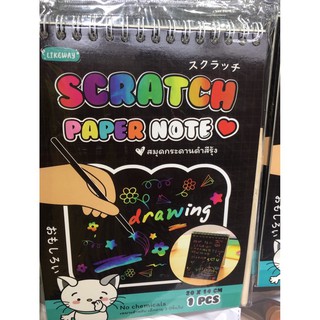 LIKEWAY
スクラッチ
SCRATCH
PAPER NOTE
สมุดกระดาษดำสีรุ้ง
drawing
おもしろい
No chemicals
1 PCS